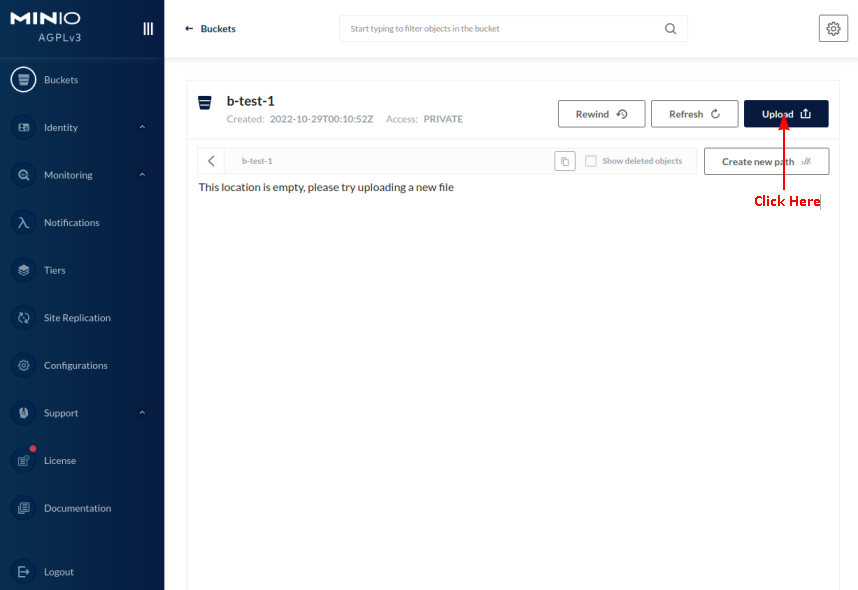 MINIO
AGPLv3
Buckets
Identity
Monitoring
Notifications
Tiers
Site Replication
Configurations
Support
License
Documentation
Logout
← Buckets
Start typing to filter objects in the bucket
b-test-1
Created: 2022-10-29T00:10:52Z Access: PRIVATE
Rewind
Refresh
Upload
b-test-1
Show deleted objects
Create new path
This location is empty, please try uploading a new file
Click Here